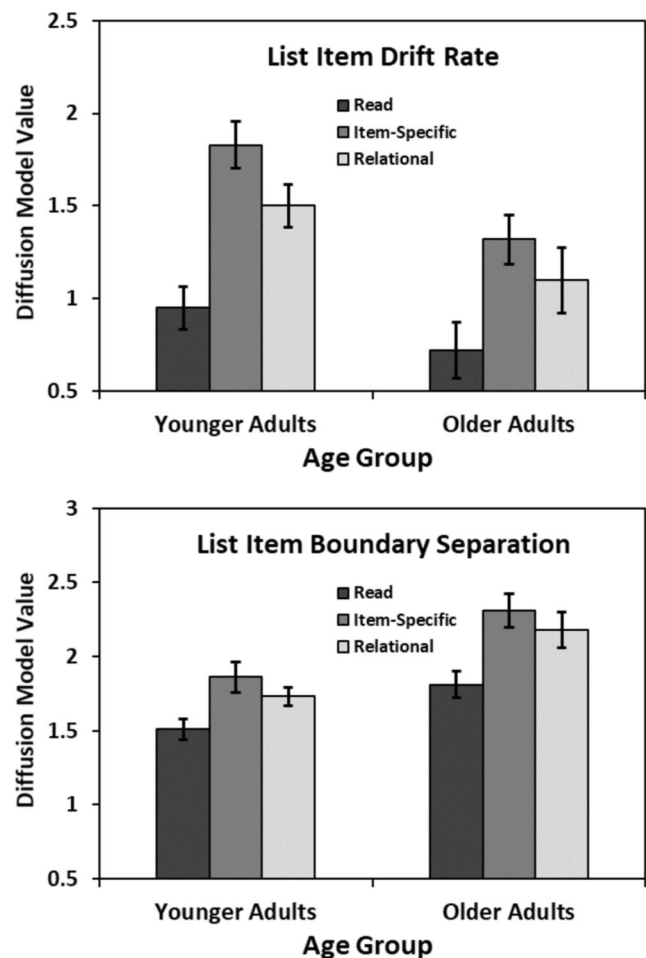 2.5
List Item Drift Rate
Read
Item-Specific
Relational
2
1.5
1
0.5
Diffusion Model Value
Younger Adults
Older Adults
Age Group
3
List Item Boundary Separation
Read
Item-Specific
Relational
2.5
2
1.5
1
0.5
Diffusion Model Value
Younger Adults
Older Adults
Age Group